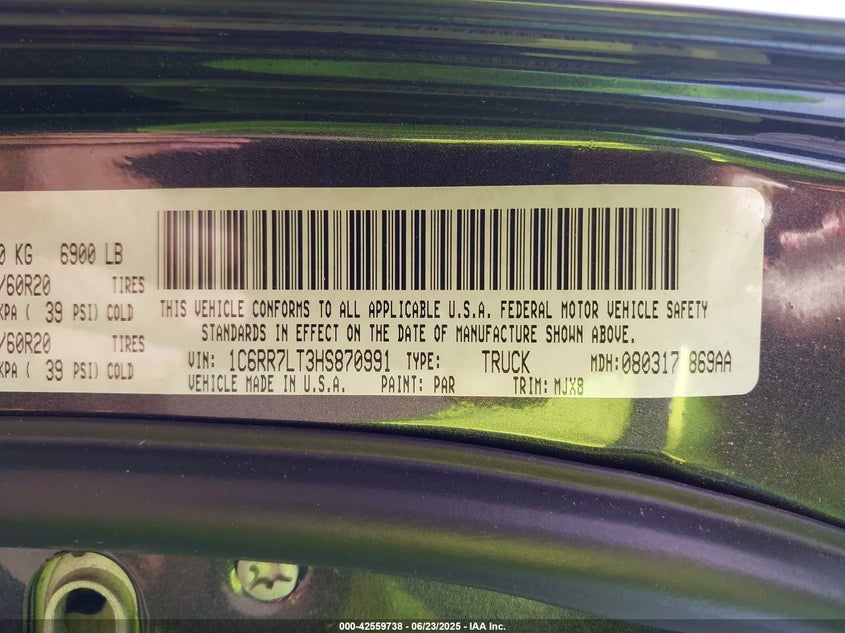 0 KG 6900 LB
/60R20 TIRES
KPA ( 39 PSI) COLD
/60R20 TIRES
KPA ( 39 PSI) COLD
THIS VEHICLE CONFORMS TO ALL APPLICABLE U.S.A. FEDERAL MOTOR VEHICLE SAFETY
STANDARDS IN EFFECT ON THE DATE OF MANUFACTURE SHOWN ABOVE.
VIN: 1C6RR7LT3HS870991 TYPE: TRUCK MDH: 080317 869AA
VEHICLE MADE IN U.S.A. PAINT: PAR TRIM: MJX8
000-42559738 - 06/23/2025 - IAA Inc.